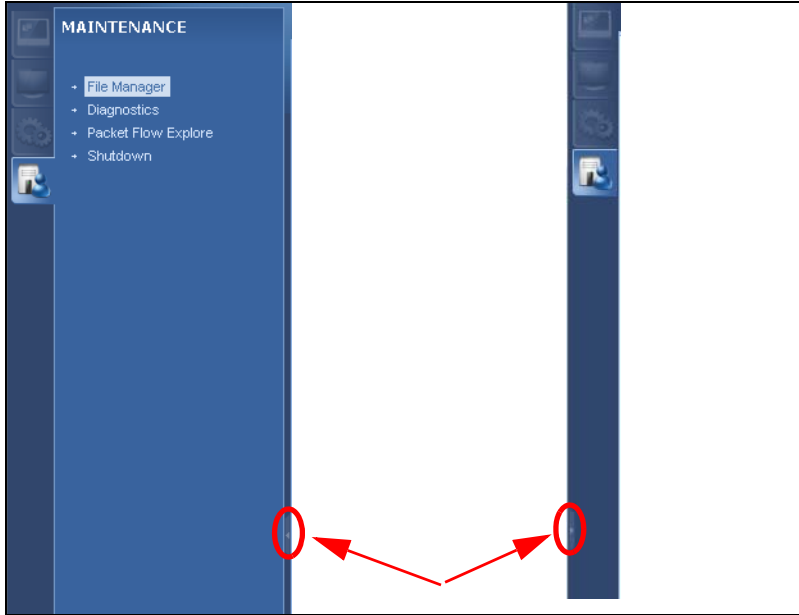 MAINTENANCE
File Manager
Diagnostics
Packet Flow Explore
Shutdown